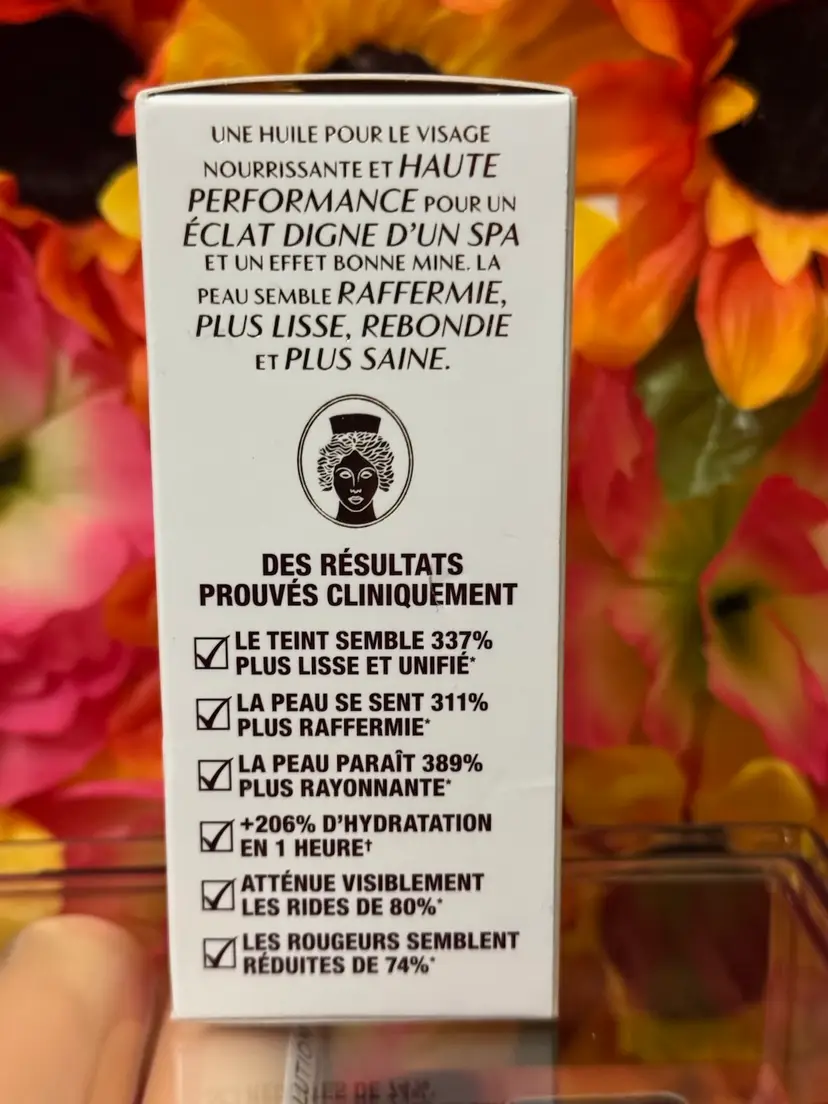 UNE HUILE POUR LE VISAGE
NOURRISSANTE ET HAUTE
PERFORMANCE POUR UN
ÉCLAT DIGNE D'UN SPA
ET UN EFFET BONNE MINE. LA
PEAU SEMBLE RAFFERMIE,
PLUS LISSE, REBONDIE
ET PLUS SAINE.
DES RÉSULTATS
PROUVÉS CLINIQUEMENT
LE TEINT SEMBLE 337%
PLUS LISSE ET UNIFIÉ*
LA PEAU SE SENT 311%
PLUS RAFFERMIE*
LA PEAU PARAÎT 389%
PLUS RAYONNANTE*
+206% D'HYDRATATION
EN 1 HEURE†
ATTÉNUE VISIBLEMENT
LES RIDES DE 80%*
LES ROUGEURS SEMBLENT
RÉDUITES DE 74%*